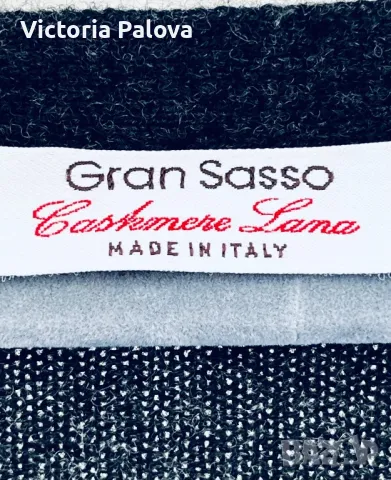 Victoria Palova
Gran Sasso
Cashmere Lana
MADE IN ITALY